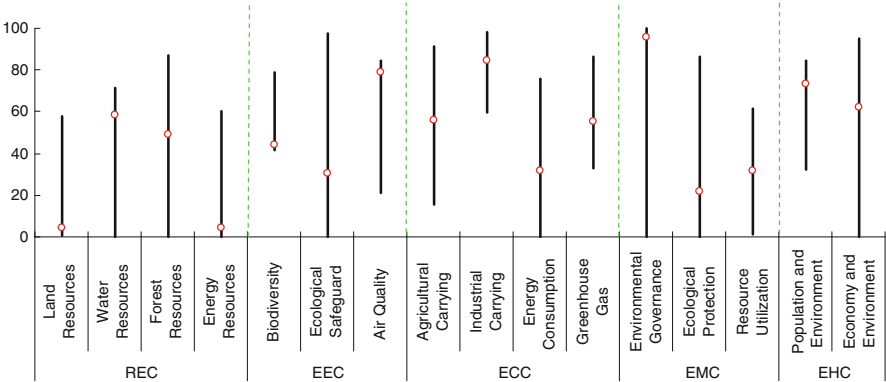 100
80
60
40
20
0
Land
Resources
Water
Resources
Forest
Resources
Energy
Resources
Biodiversity
Ecological
Safeguard
Air Quality
Agricultural
Carrying
Industrial
Carrying
Energy
Consumption
Greenhouse
Gas
Environmental
Governance
Ecological
Protection
Resource
Utilization
Population and
Environment
Economy and
Environment
REC
EEC
ECC
EMC
EHC